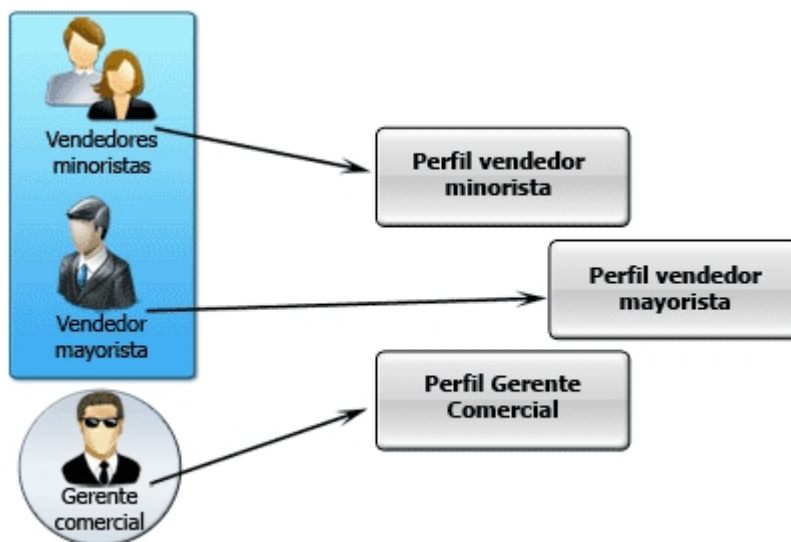 Vendedores
minoristas
Perfil vendedor
minorista
Vendedor
mayorista
Perfil vendedor
mayorista
Gerente
comercial
Perfil Gerente
Comercial